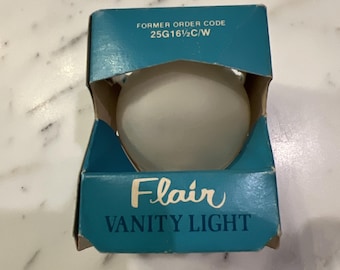 FORMER ORDER CODE
25G16½C/W
Flair
VANITY LIGHT